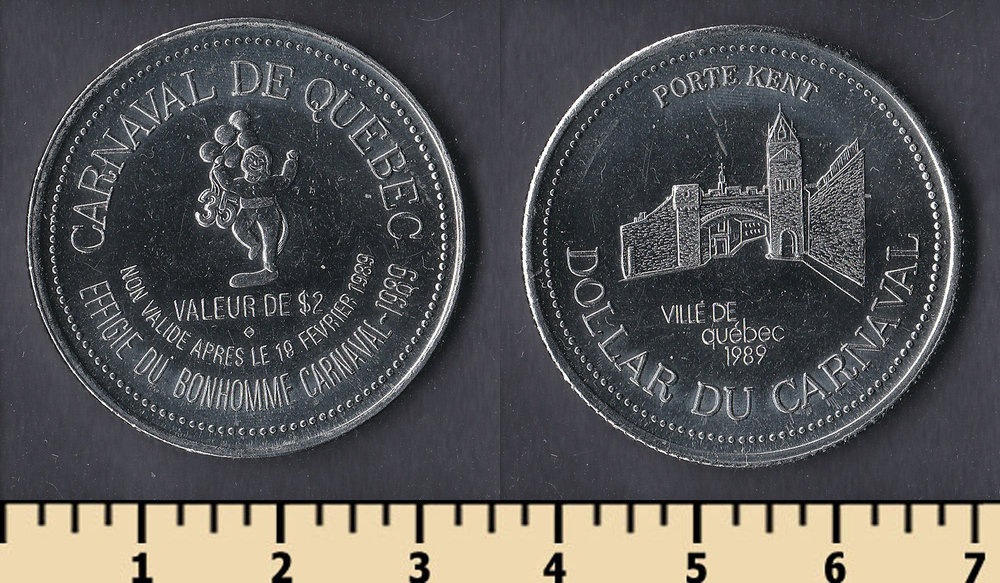 CARNAVAL DE QUÉBEC
35
VALEUR DE $2
NON VALIDE APRES LE 19 FEVRIER 1989
EFFIGIE DU BONHOMME CARNAVAL-1989
PORTE KENT
VILLE DE
québec
1989
DOLLAR DU CARNAVAL
1 2 3 4 5 6 7